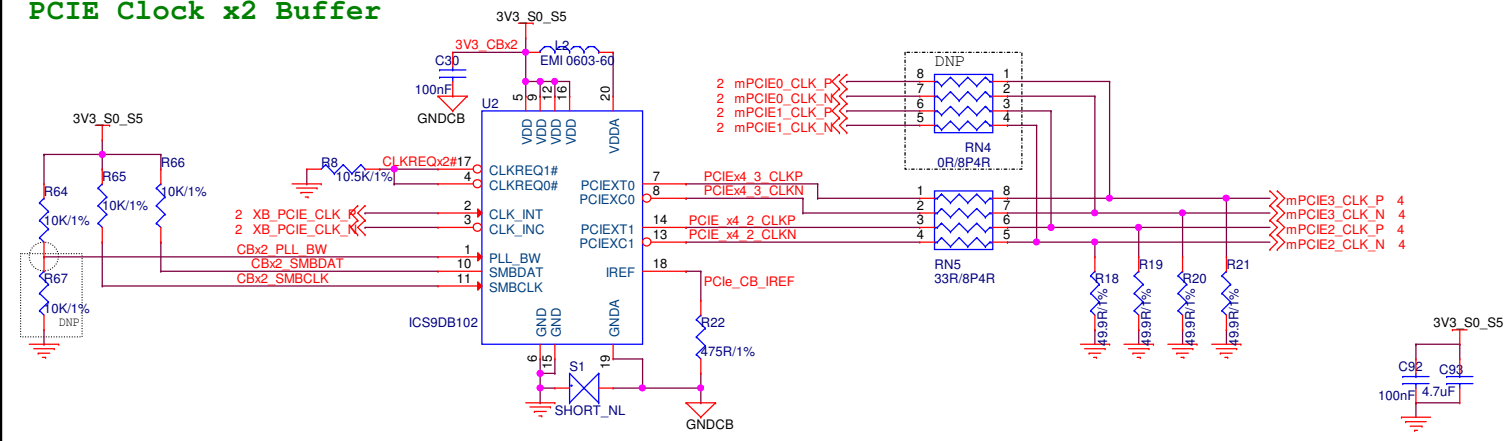 PCIE Clock x2 Buffer
3V3_S0_S5
3V3_CBx2
L2
EMI 0603-60
C30
100nF
GNDCB
U2
5
9
12
16
20
VDD
VDD
VDD
VDD
VDDA
3V3_S0_S5
R64
10K/1%
R65
10K/1%
R66
10K/1%
R8
10.5K/1%
CLKREQx2#
17
4
CLKREQ1#
CLKREQ0#
2 XB_PCIE_CLK_P
2 XB_PCIE_CLK_N
2
3
CLK_INT
CLK_INC
CBx2_PLL_BW
CBx2_SMBDAT
CBx2_SMBCLK
1
10
11
PLL_BW
SMBDAT
SMBCLK
R67
10K/1%
DNP
ICS9DB102
PCIEXT0
PCIEXC0
PCIEXT1
PCIEXC1
IREF
7
8
14
13
18
PCIEx4_3_CLKP
PCIEx4_3_CLKN
PCIE_x4_2_CLKP
PCIE_x4_2_CLKN
PCIe_CB_IREF
GND
GND
GNDA
6
15
19
S1
SHORT_NL
R22
475R/1%
GNDCB
DNP
2 mPCIE0_CLK_P
2 mPCIE0_CLK_N
2 mPCIE1_CLK_P
2 mPCIE1_CLK_N
8
7
6
5
1
2
3
4
RN4
0R/8P4R
1
2
3
4
8
7
6
5
RN5
33R/8P4R
mPCIE3_CLK_P 4
mPCIE3_CLK_N 4
mPCIE2_CLK_P 4
mPCIE2_CLK_N 4
R18
49.9R/1%
R19
49.9R/1%
R20
49.9R/1%
R21
49.9R/1%
3V3_S0_S5
C92
100nF
C93
4.7uF